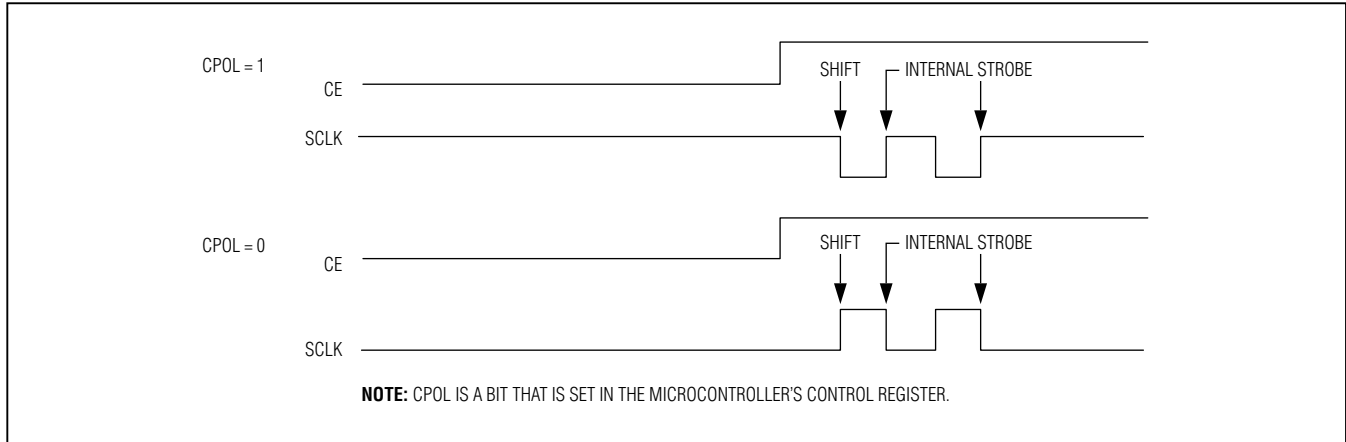 CPOL = 1
CE
SHIFT
INTERNAL STROBE
SCLK
CPOL = 0
CE
SHIFT
INTERNAL STROBE
SCLK
NOTE: CPOL IS A BIT THAT IS SET IN THE MICROCONTROLLER'S CONTROL REGISTER.